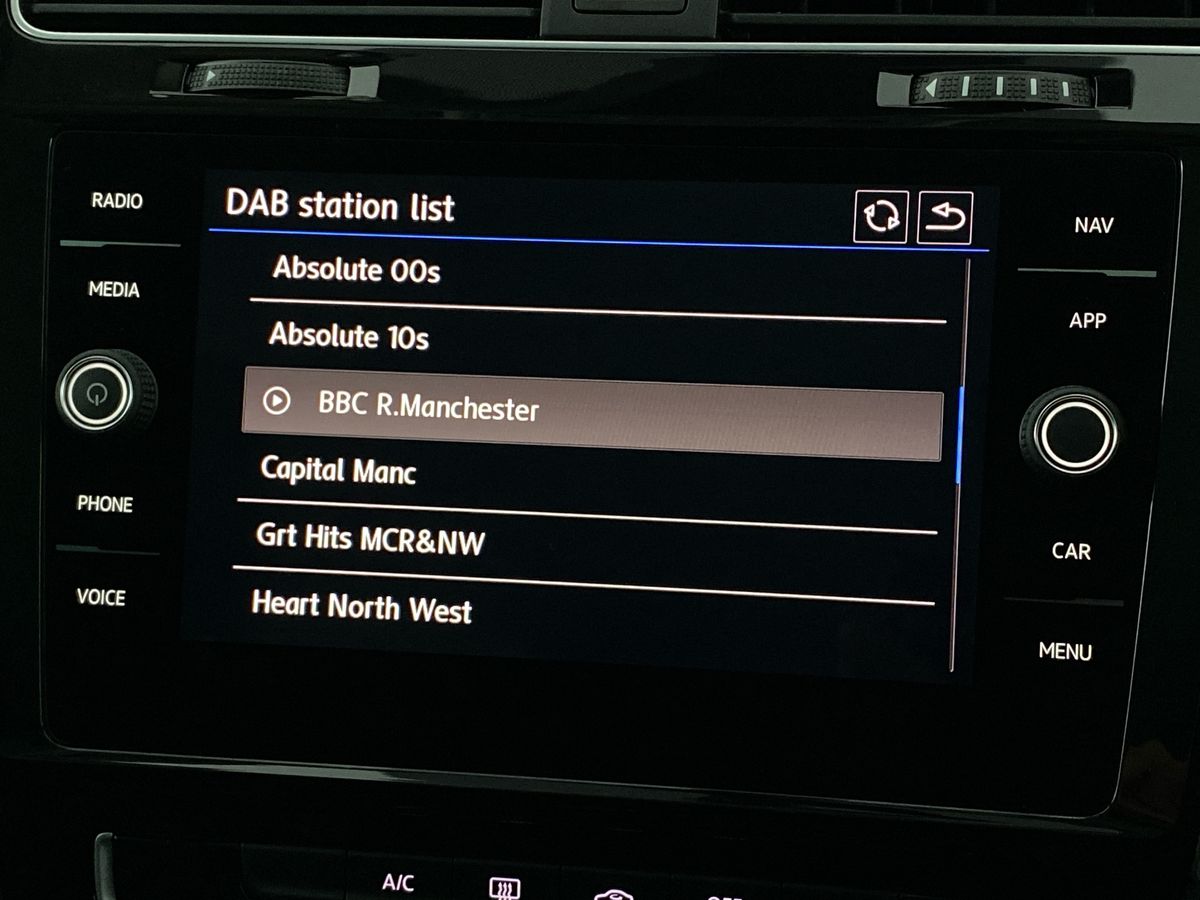 RADIO
MEDIA
PHONE
VOICE
DAB station list
Absolute 00s
Absolute 10s
BBC R.Manchester
Capital Manc
Grt Hits MCR&NW
Heart North West
NAV
APP
CAR
MENU
A/C